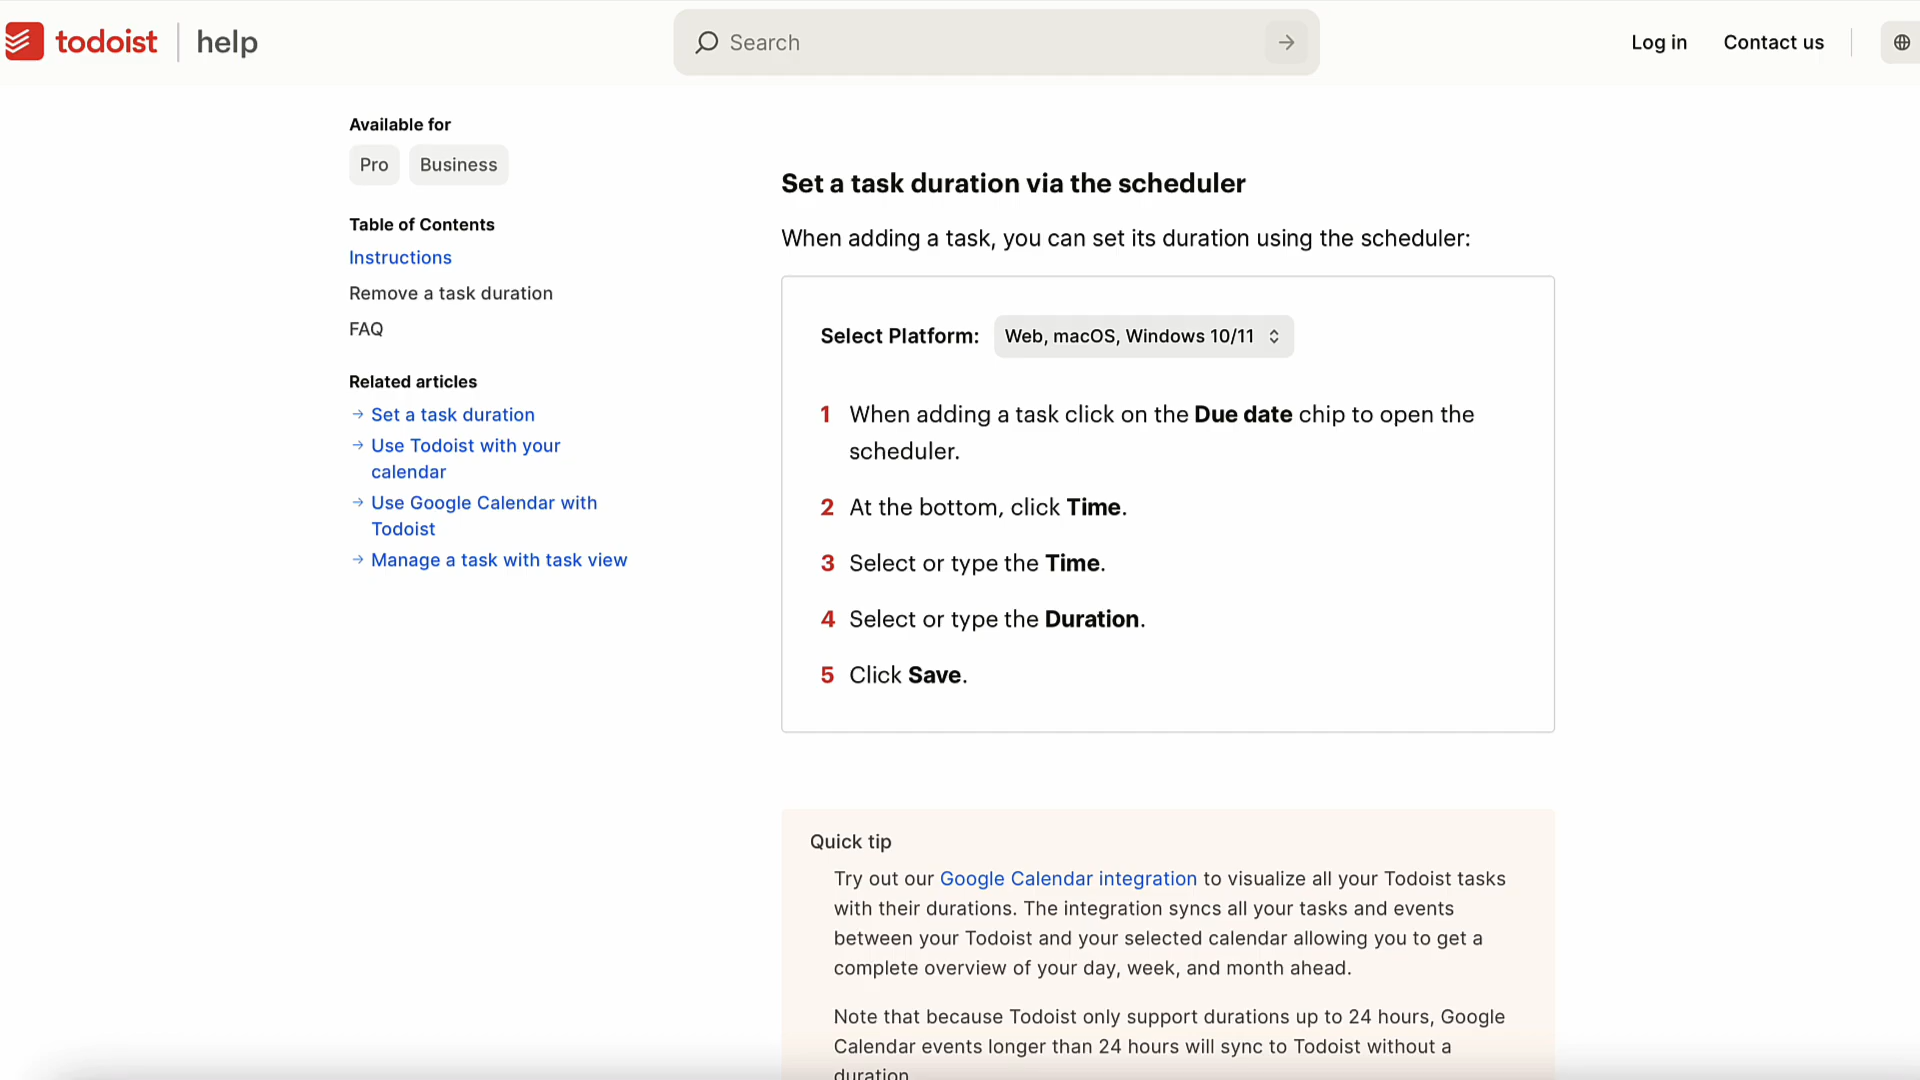 todoist help
Search
Log in
Contact us
Available for
Pro
Business
Table of Contents
Instructions
Remove a task duration
FAQ
Related articles
→ Set a task duration
→ Use Todoist with your
calendar
→ Use Google Calendar with
Todoist
→ Manage a task with task view
Set a task duration via the scheduler
When adding a task, you can set its duration using the scheduler:
Select Platform: Web, macOS, Windows 10/11
1 When adding a task click on the Due date chip to open the
scheduler.
2 At the bottom, click Time.
3 Select or type the Time.
4 Select or type the Duration.
5 Click Save.
Quick tip
Try out our Google Calendar integration to visualize all your Todoist tasks
with their durations. The integration syncs all your tasks and events
between your Todoist and your selected calendar allowing you to get a
complete overview of your day, week, and month ahead.
Note that because Todoist only support durations up to 24 hours, Google
Calendar events longer than 24 hours will sync to Todoist without a
duration